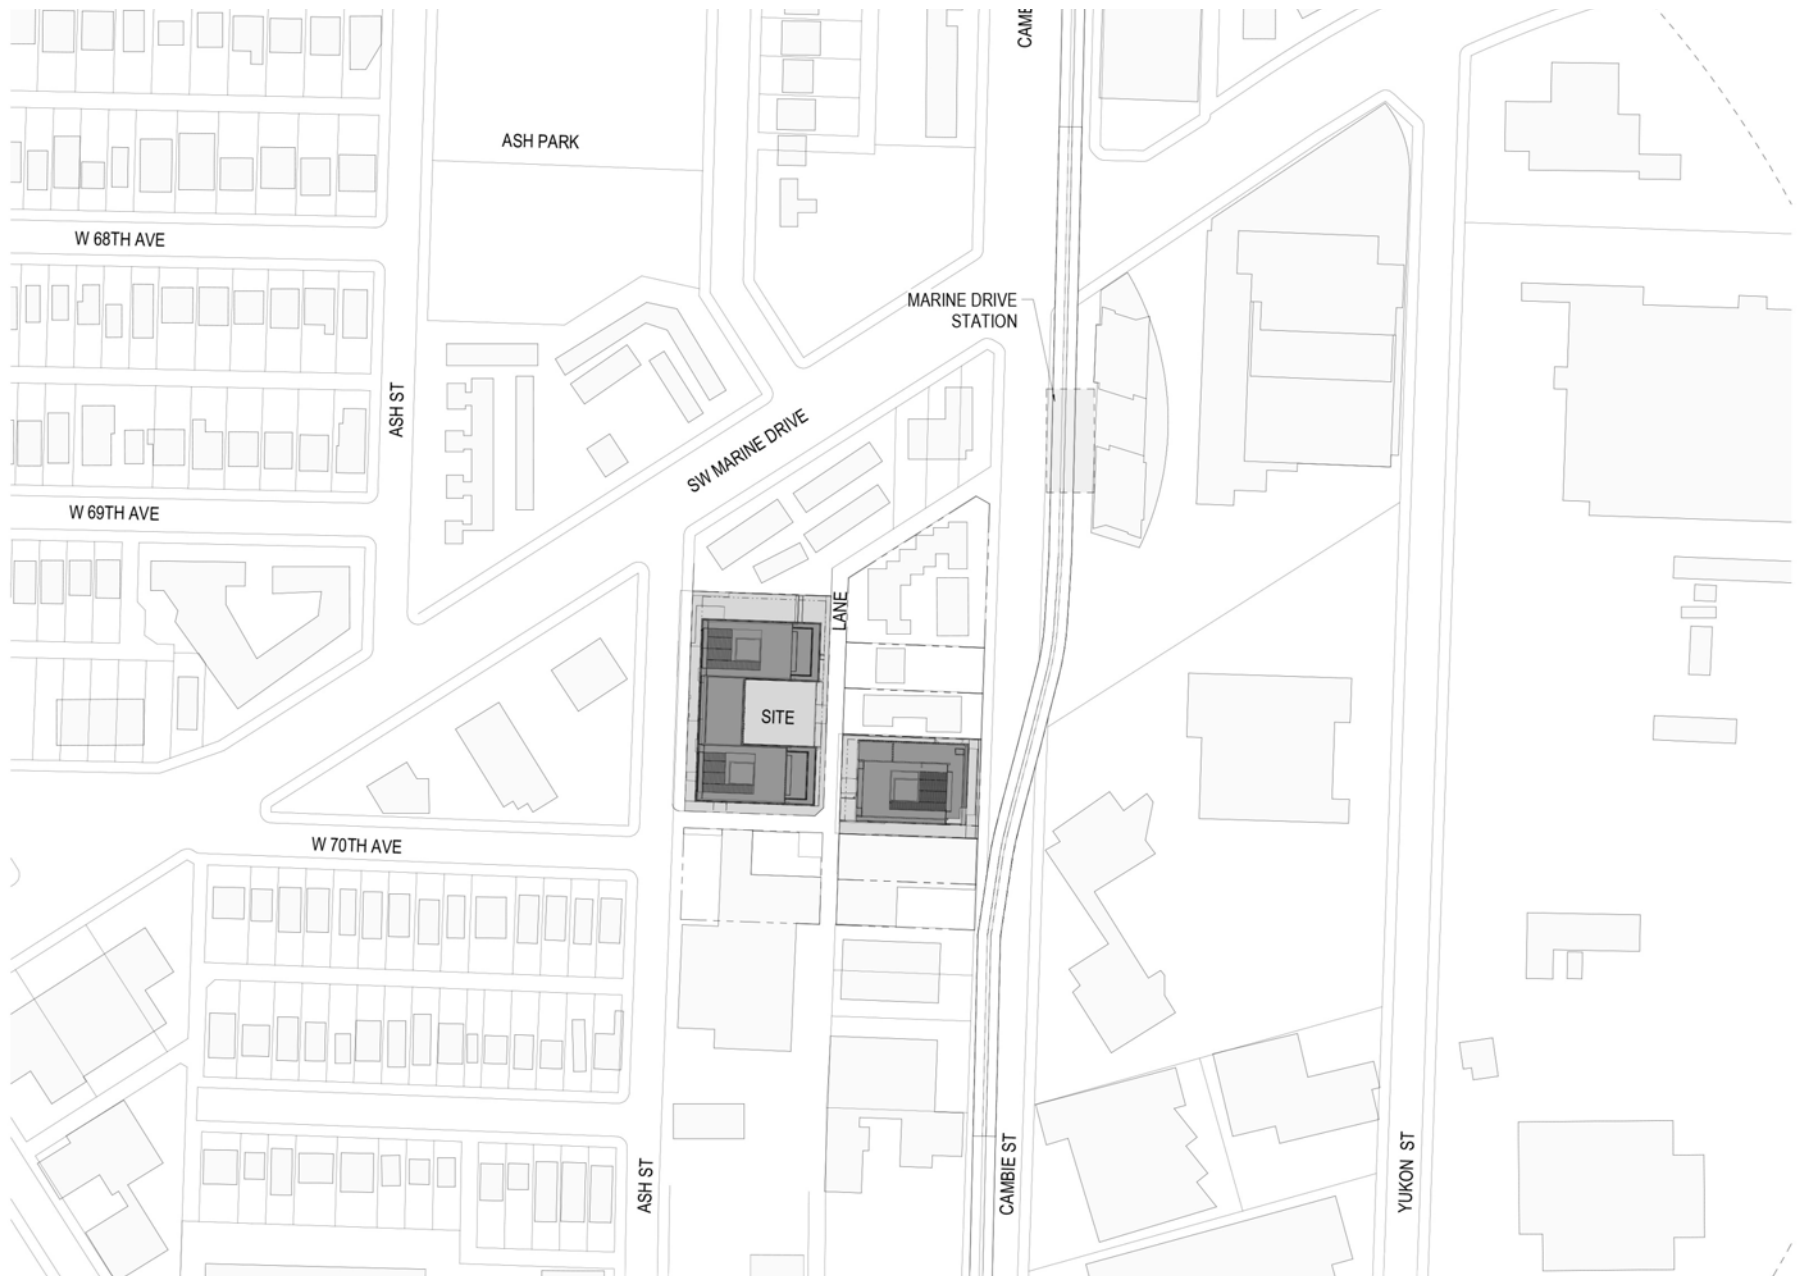 CAMB
ASH PARK
W 68TH AVE
MARINE DRIVE
STATION
ASH ST
SW MARINE DRIVE
W 69TH AVE
LANE
SITE
W 70TH AVE
ASH ST
CAMBIE ST
YUKON ST